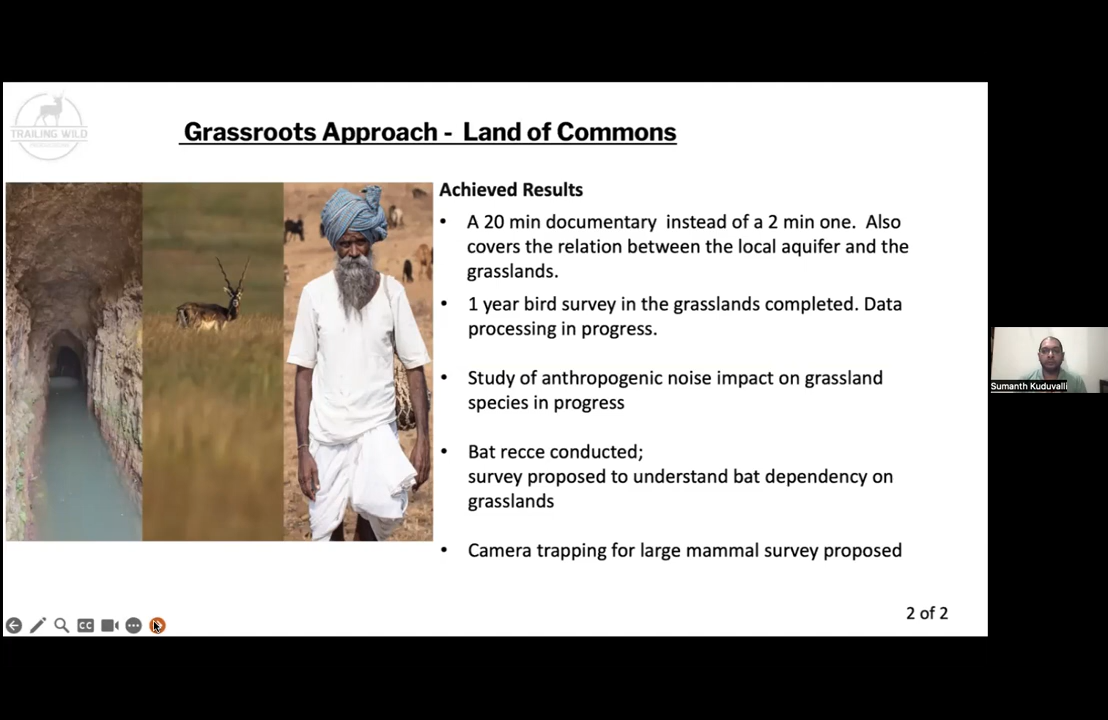 TRAILING WILD
PRODUCTIONS
Grassroots Approach - Land of Commons
Achieved Results
• A 20 min documentary instead of a 2 min one. Also
covers the relation between the local aquifer and the
grasslands.
• 1 year bird survey in the grasslands completed. Data
processing in progress.
• Study of anthropogenic noise impact on grassland
species in progress
• Bat recce conducted;
survey proposed to understand bat dependency on
grasslands
• Camera trapping for large mammal survey proposed
2 of 2
CC
Sumanth Kuduvalli